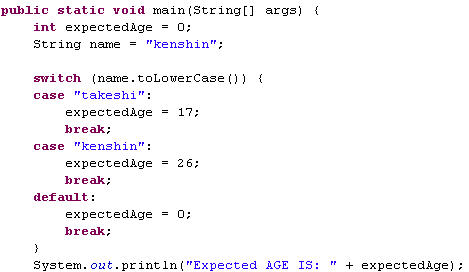 public static void main(String[] args) {
    int expectedAge = 0;
    String name = "kenshin";
    switch (name.toLowerCase()) {
    case "takeshi":
        expectedAge = 17;
        break;
    case "kenshin":
        expectedAge = 26;
        break;
    default:
        expectedAge = 0;
        break;
    }
    System.out.println("Expected AGE IS: " + expectedAge);